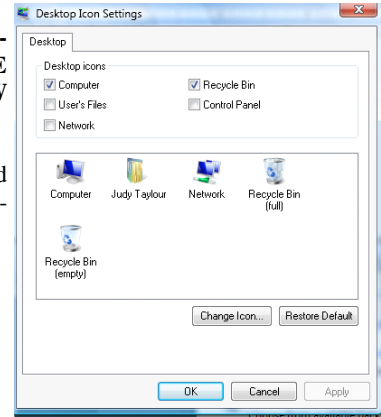 Desktop Icon Settings
Desktop
Desktop icons
Computer
Recycle Bin
User's Files
Control Panel
Network
Computer
Judy Taylour
Network
Recycle Bin
(full)
Recycle Bin
(empty)
Change Icon...
Restore Default
OK
Cancel
Apply